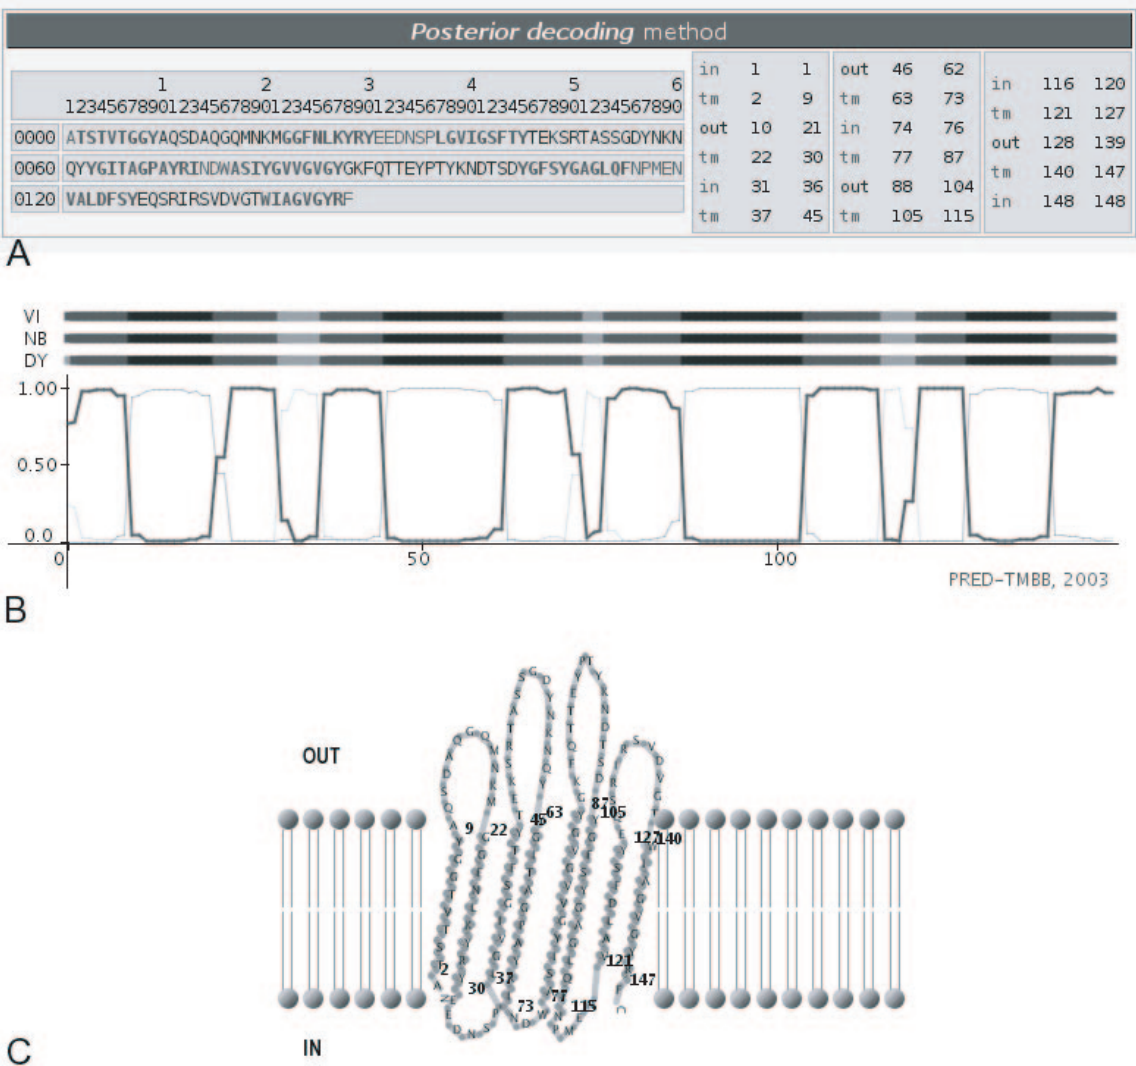 Posterior decoding method
1 2 3 4 5 6
123456789012345678901234567890123456789012345678901234567890
0000 ATSTVTGGYAQSDAQGQMNKMGGFNLKYRYEEDNSPLGVIGSFTYTEKSRTASSGDYNKN
0060 QYYGITAGPAYRINDWASIYGVVGVGYGKFQTTEYPTYKNDTSDYGFSYGAGLQFNPMEN
0120 VALDFSYEQSRIRSVDVGTWIAGVGYRF
in 1 1
tm 2 9
out 10 21
tm 22 30
in 31 36
tm 37 45
out 46 62
tm 63 73
in 74 76
tm 77 87
out 88 104
tm 105 115
in 116 120
tm 121 127
out 128 139
tm 140 147
in 148 148
A
VI
NB
DY
1.00
0.50
0.0
0 50 100
PRED-TMBB, 2003
B
OUT
9 22 45 63 87 105 127 140
2 30 37 73 77 115 121 147
IN
C